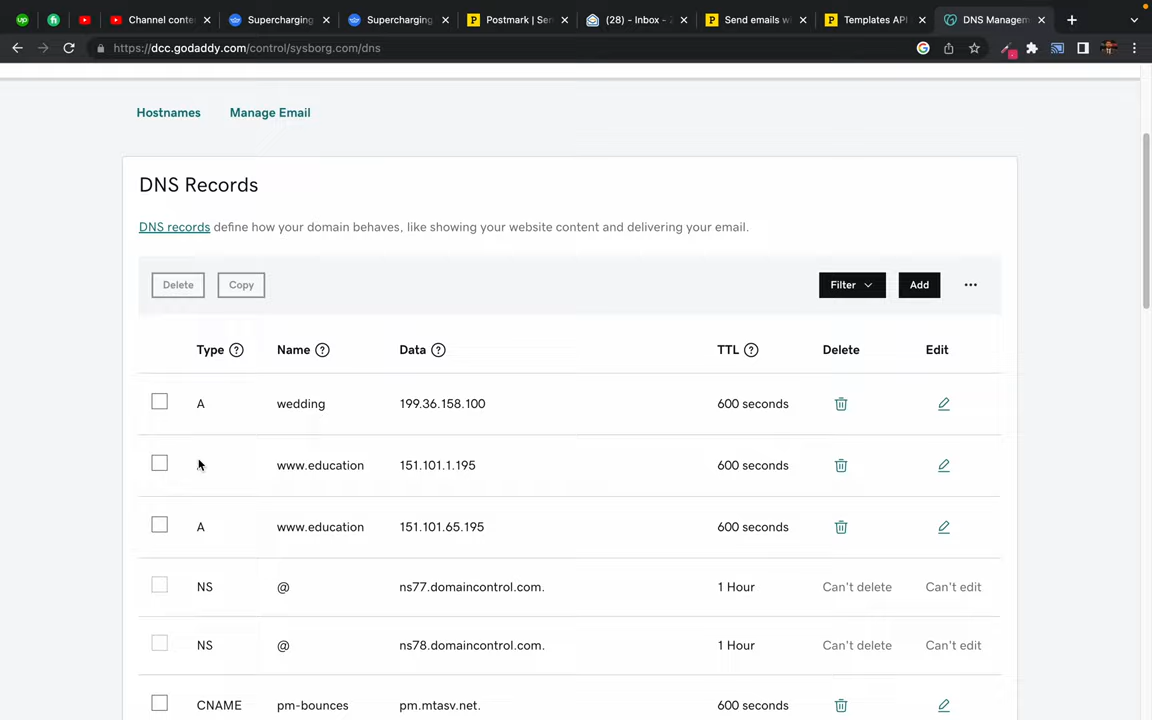 Channel conte
Supercharging
Supercharging
Postmark | Sen
(28) - Inbox - 2
Send emails wi
Templates API
DNS Managem
https://dcc.godaddy.com/control/sysborg.com/dns
Hostnames Manage Email
DNS Records
DNS records define how your domain behaves, like showing your website content and delivering your email.
Delete Copy Filter Add
Type ? Name ? Data ? TTL ? Delete Edit
A wedding 199.36.158.100 600 seconds
www.education 151.101.1.195 600 seconds
A www.education 151.101.65.195 600 seconds
NS @ ns77.domaincontrol.com. 1 Hour Can't delete Can't edit
NS @ ns78.domaincontrol.com. 1 Hour Can't delete Can't edit
CNAME pm-bounces pm.mtasv.net. 600 seconds